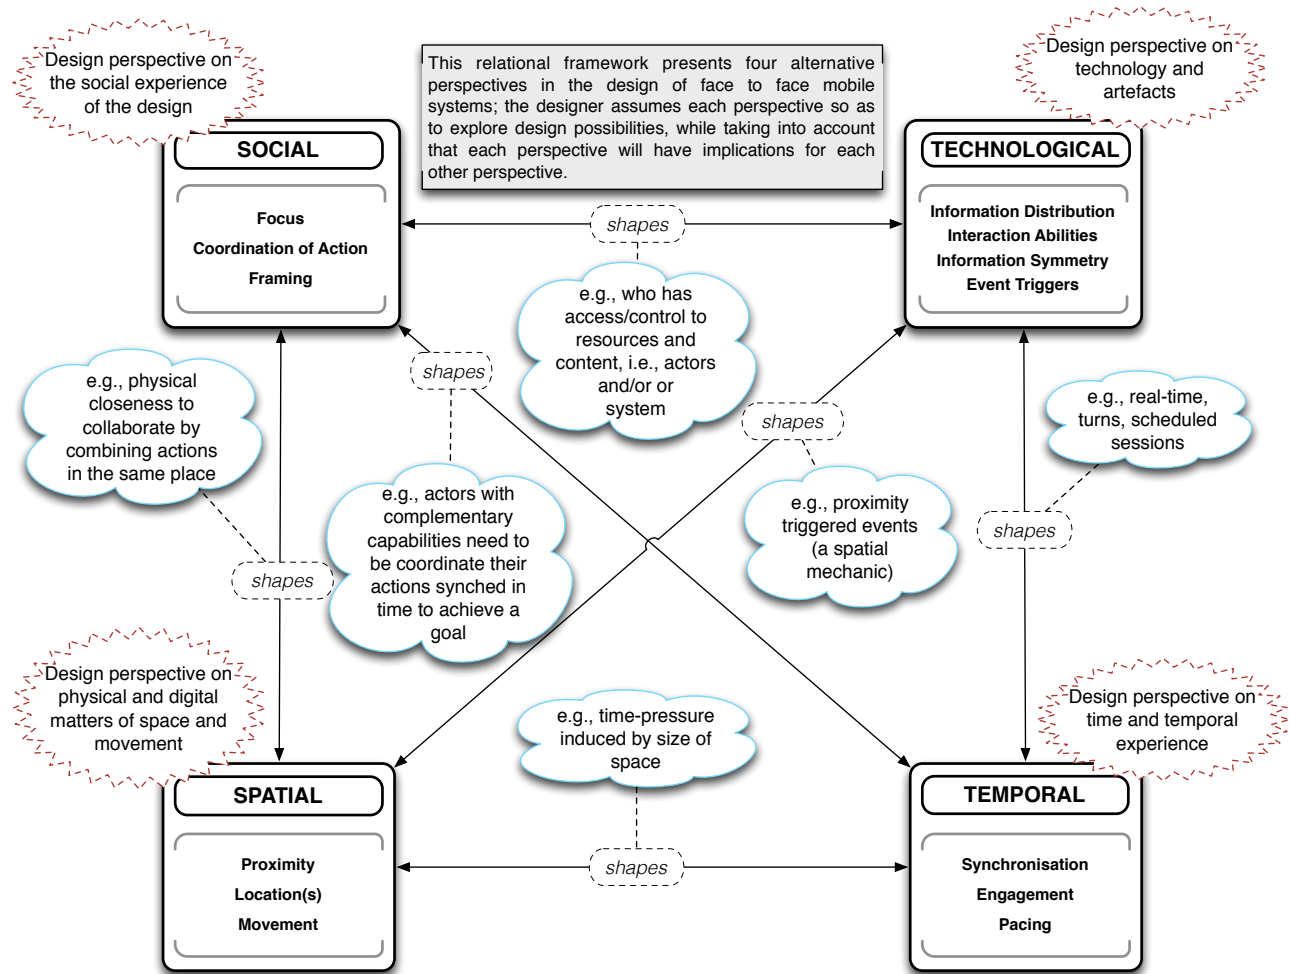 Design perspective on
the social experience
of the design
This relational framework presents four alternative
perspectives in the design of face to face mobile
systems; the designer assumes each perspective so as
to explore design possibilities, while taking into account
that each perspective will have implications for each
other perspective.
Design perspective on
technology and
artefacts
SOCIAL
Focus
Coordination of Action
Framing
TECHNOLOGICAL
Information Distribution
Interaction Abilities
Information Symmetry
Event Triggers
shapes
e.g., who has
access/control to
resources and
content, i.e., actors
and/or or
system
e.g., physical
closeness to
collaborate by
combining actions
in the same place
shapes
shapes
e.g., actors with
complementary
capabilities need to
be coordinate their
actions synched in
time to achieve a
goal
shapes
e.g., proximity
triggered events
(a spatial
mechanic)
e.g., real-time,
turns, scheduled
sessions
shapes
Design perspective on
physical and digital
matters of space and
movement
e.g., time-pressure
induced by size of
space
Design perspective on
time and temporal
experience
SPATIAL
Proximity
Location(s)
Movement
shapes
TEMPORAL
Synchronisation
Engagement
Pacing